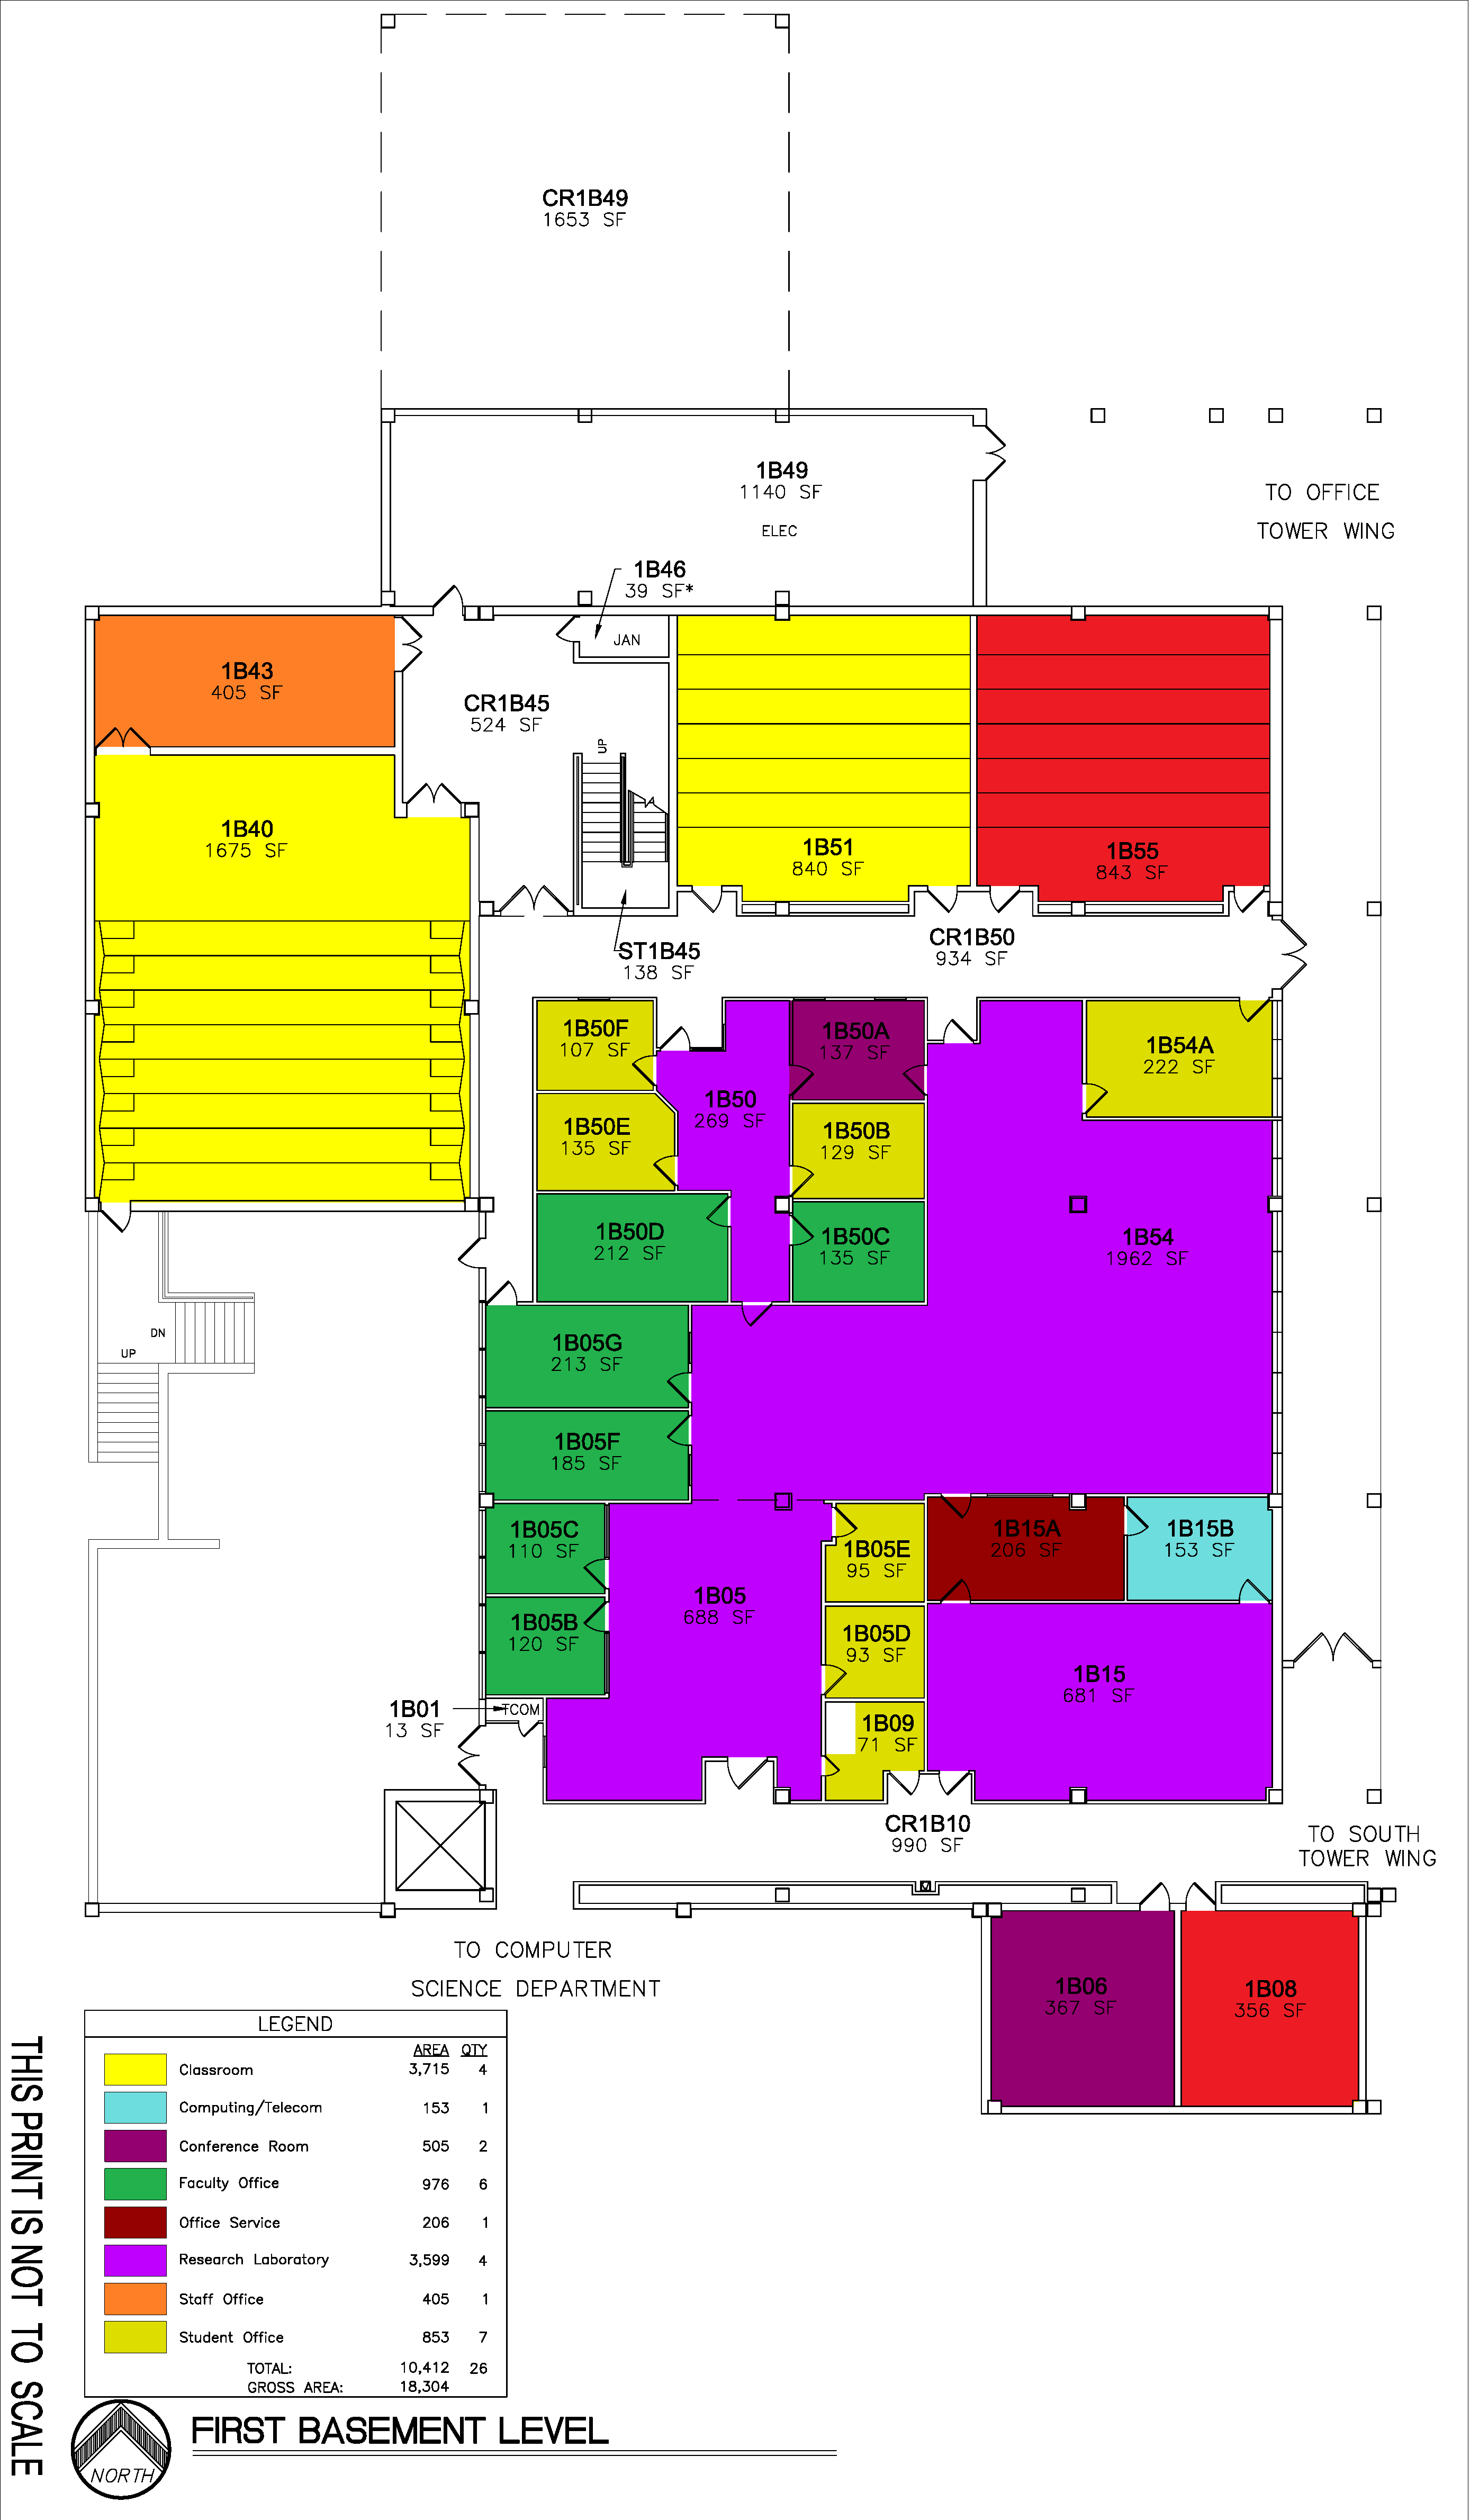 CR1B49
1653 SF
1B49
1140 SF
ELEC
TO OFFICE
TOWER WING
1B46
39 SF*
JAN
1B43
405 SF
CR1B45
524 SF
UP
1B40
1675 SF
1B51
840 SF
1B55
843 SF
ST1B45
138 SF
CR1B50
934 SF
1B50F
107 SF
1B50A
137 SF
1B54A
222 SF
1B50
269 SF
1B50E
135 SF
1B50B
129 SF
1B50D
212 SF
1B50C
135 SF
1B54
1962 SF
DN
UP
1B05G
213 SF
1B05F
185 SF
1B05C
110 SF
1B05E
95 SF
1B15A
206 SF
1B15B
153 SF
1B05
688 SF
1B05B
120 SF
1B05D
93 SF
1B15
681 SF
1B01
13 SF
TCOM
1B09
71 SF
CR1B10
990 SF
TO SOUTH
TOWER WING
TO COMPUTER
SCIENCE DEPARTMENT
1B06
367 SF
1B08
356 SF
LEGEND
AREA QTY
Classroom 3,715 4
Computing/Telecom 153 1
Conference Room 505 2
Faculty Office 976 6
Office Service 206 1
Research Laboratory 3,599 4
Staff Office 405 1
Student Office 853 7
TOTAL: 10,412 26
GROSS AREA: 18,304
THIS PRINT IS NOT TO SCALE
NORTH
FIRST BASEMENT LEVEL